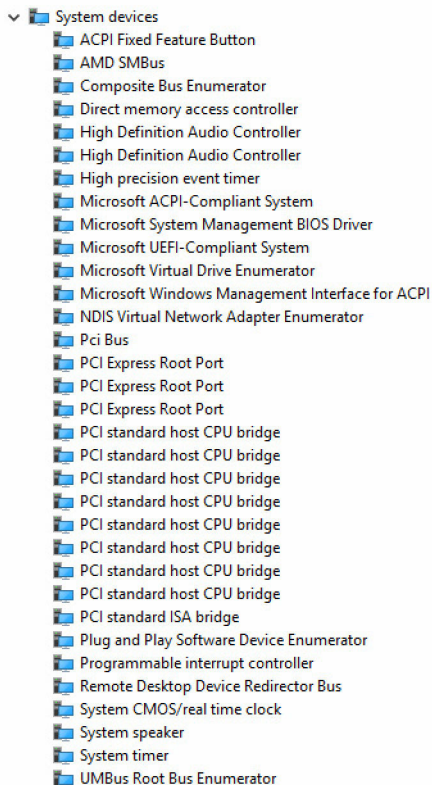 System devices
ACPI Fixed Feature Button
AMD SMBus
Composite Bus Enumerator
Direct memory access controller
High Definition Audio Controller
High Definition Audio Controller
High precision event timer
Microsoft ACPI-Compliant System
Microsoft System Management BIOS Driver
Microsoft UEFI-Compliant System
Microsoft Virtual Drive Enumerator
Microsoft Windows Management Interface for ACPI
NDIS Virtual Network Adapter Enumerator
Pci Bus
PCI Express Root Port
PCI Express Root Port
PCI Express Root Port
PCI standard host CPU bridge
PCI standard host CPU bridge
PCI standard host CPU bridge
PCI standard host CPU bridge
PCI standard host CPU bridge
PCI standard host CPU bridge
PCI standard host CPU bridge
PCI standard host CPU bridge
PCI standard ISA bridge
Plug and Play Software Device Enumerator
Programmable interrupt controller
Remote Desktop Device Redirector Bus
System CMOS/real time clock
System speaker
System timer
UMBus Root Bus Enumerator